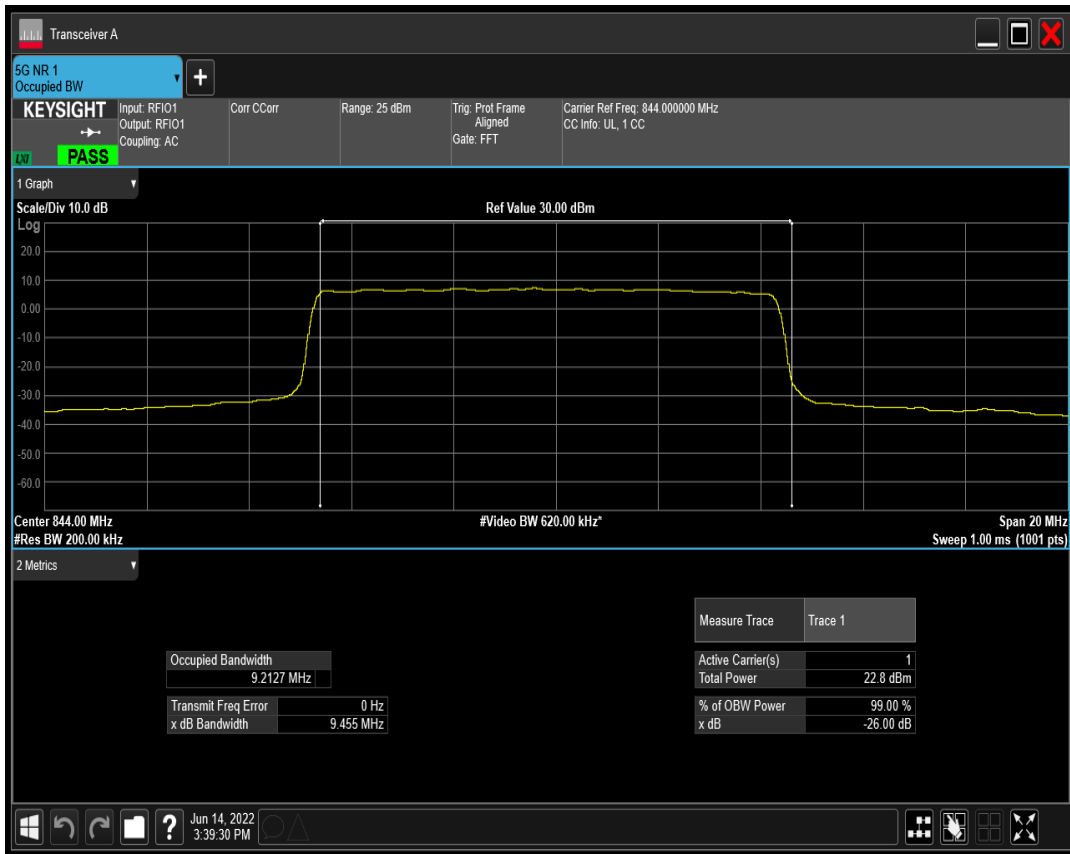 Transceiver A
5G NR 1
Occupied BW
+
KEYSIGHT
Input: RFIO1
Output: RFIO1
Coupling: AC
LXI
PASS
Corr CCorr
Range: 25 dBm
Trig: Prot Frame
Aligned
Gate: FFT
Carrier Ref Freq: 844.000000 MHz
CC Info: UL, 1 CC
1 Graph
Scale/Div 10.0 dB
Ref Value 30.00 dBm
Log
20.0
10.0
0.00
-10.0
-20.0
-30.0
-40.0
-50.0
-60.0
Center 844.00 MHz
#Video BW 620.00 kHz*
Span 20 MHz
#Res BW 200.00 kHz
Sweep 1.00 ms (1001 pts)
2 Metrics
Measure Trace Trace 1
Occupied Bandwidth
9.2127 MHz
Active Carrier(s) 1
Total Power 22.8 dBm
Transmit Freq Error 0 Hz
x dB Bandwidth 9.455 MHz
% of OBW Power 99.00 %
x dB -26.00 dB
?
Jun 14, 2022
3:39:30 PM